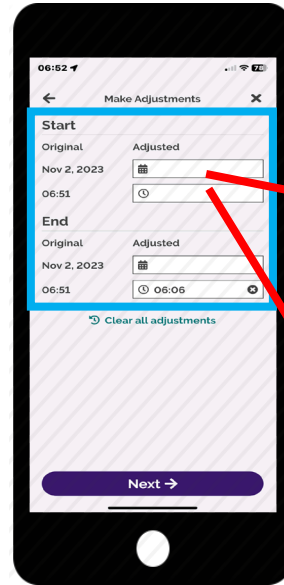 06:52
Make Adjustments
Start
Original Adjusted
Nov 2, 2023
06:51
End
Original Adjusted
Nov 2, 2023
06:51 06:06
Clear all adjustments
Next →